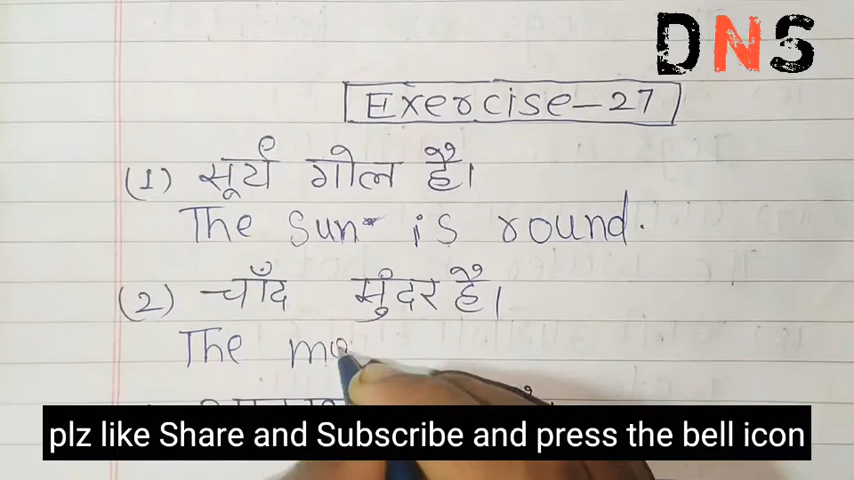 DNS
Exercise-27
(1) सूर्य गोल है।
The sun is round.
(2) चाँद सुंदर है।
The mo
plz like Share and Subscribe and press the bell icon